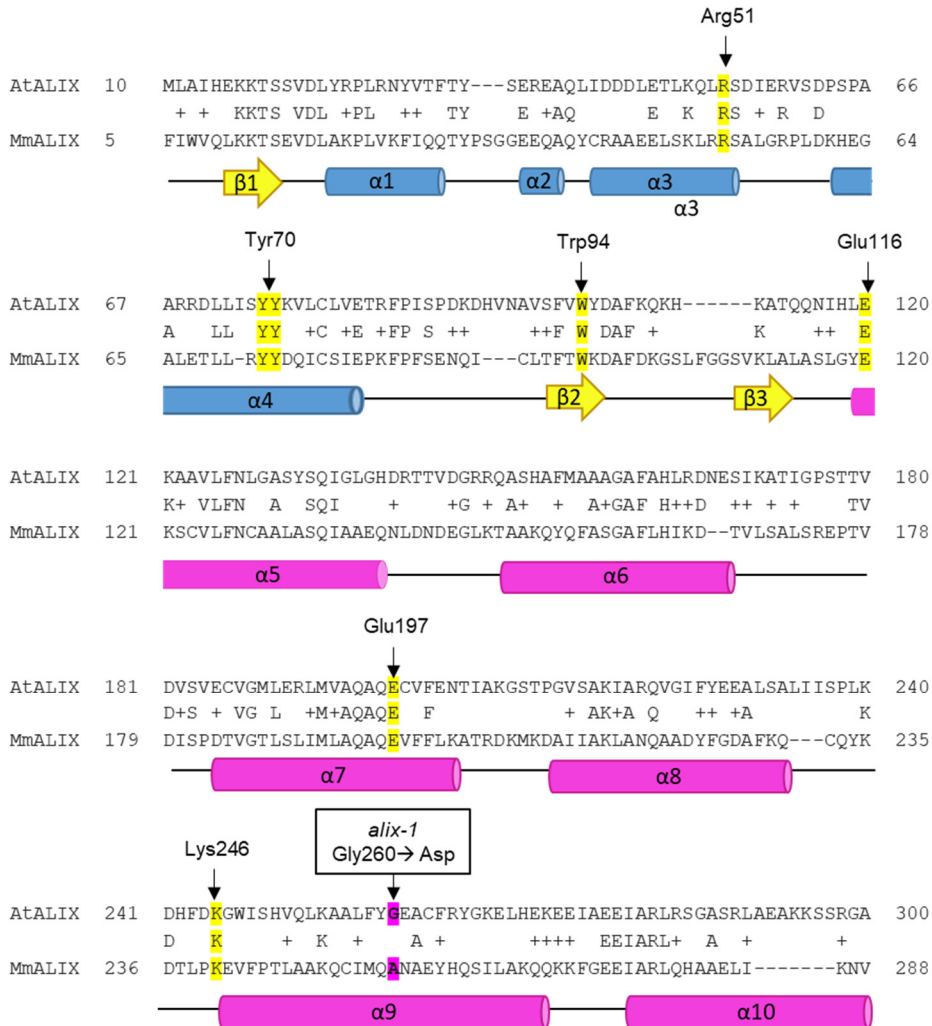 Arg51
AtALIX 10 MLAIHEKKTSSVDLYRPLRNYVTFTY---SEREAQLIDDDLETLKQLRSDIERVSDPSPA 66
+ + KKTS VDL +PL ++ TY E +AQ E K RS + R D
MmALIX 5 FIWVQLKKTSEVDLAKPLVKFIQQTYPSGGEEQAQYCRAAEELSKLRRSALGRPLDKHEG 64
β1 α1 α2 α3
α3
Tyr70 Trp94 Glu116
AtALIX 67 ARRDLLISYYKVLCLVETRFPISPDKDHVNAVSFVWYDAFKQKH------KATQQNIHLE 120
A LL YY +C +E +FP S ++ ++F W DAF + K ++ E
MmALIX 65 ALETLL-RYYDQICSIEPKFPFSENQI---CLTFTWKDAFDKGSLFGGSVKLALASLGYE 120
α4 β2 β3
AtALIX 121 KAAVLFNLGASYSQIGLGHDRTTVDGRRQASHAFMAAAGAFAHLRDNESIKATIGPSTTV 180
K+ VLFN A SQI + +G + A+ + A+GAF H++D ++ + TV
MmALIX 121 KSCVLFNCAALASQIAAEQNLDNDEGLKTAAKQYQFASGAFLHIKD--TVLSALSREPTV 178
α5 α6
Glu197
AtALIX 181 DVSVECVGMLERLMVAQAQECVFENTIAKGSTPGVSAKIARQVGIFYEEALSALIISPLK 240
D+S + VG L +M+AQAQE F + AK+A Q ++ +A K
MmALIX 179 DISPDTVGTLSLIMLAQAQEVFFLKATRDKMKDAIIAKLANQAADYFGDAFKQ---CQYK 235
α7 α8
alix-1
Lys246 Gly260→ Asp
AtALIX 241 DHFDKGWISHVQLKAALFYGEACFRYGKELHEKEEIAEEIARLRSGASRLAEAKKSSRGA 300
D K + K + A + ++++ EEIARL+ A + +
MmALIX 236 DTLPKEVFPTLAAKQCIMQANAEYHQSILAKQQKKFGEEIARLQHAAELI-------KNV 288
α9 α10